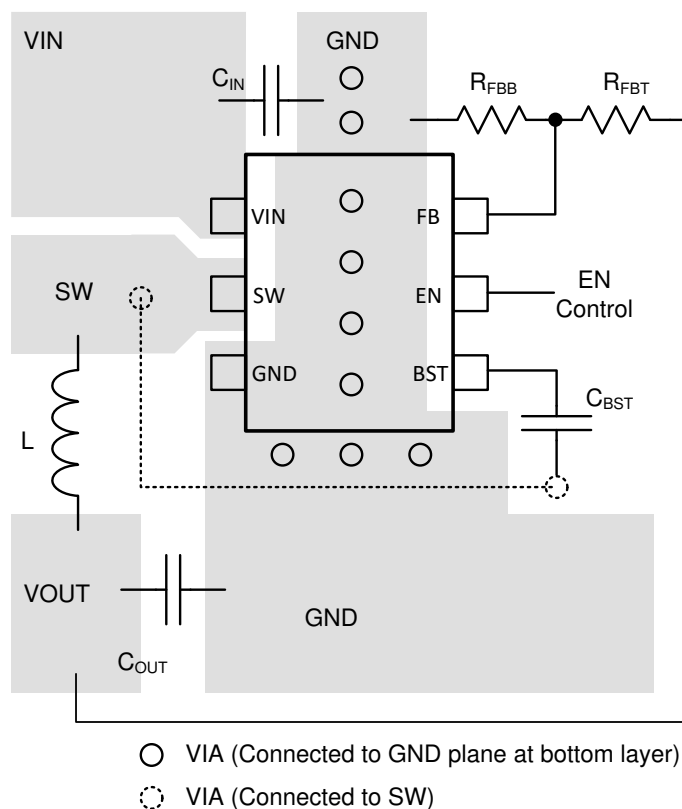 VIN
GND
C_IN
R_FBB
R_FBT
VIN
FB
SW
SW
EN
EN
Control
GND
BST
C_BST
L
VOUT
GND
C_OUT
VIA (Connected to GND plane at bottom layer)
VIA (Connected to SW)